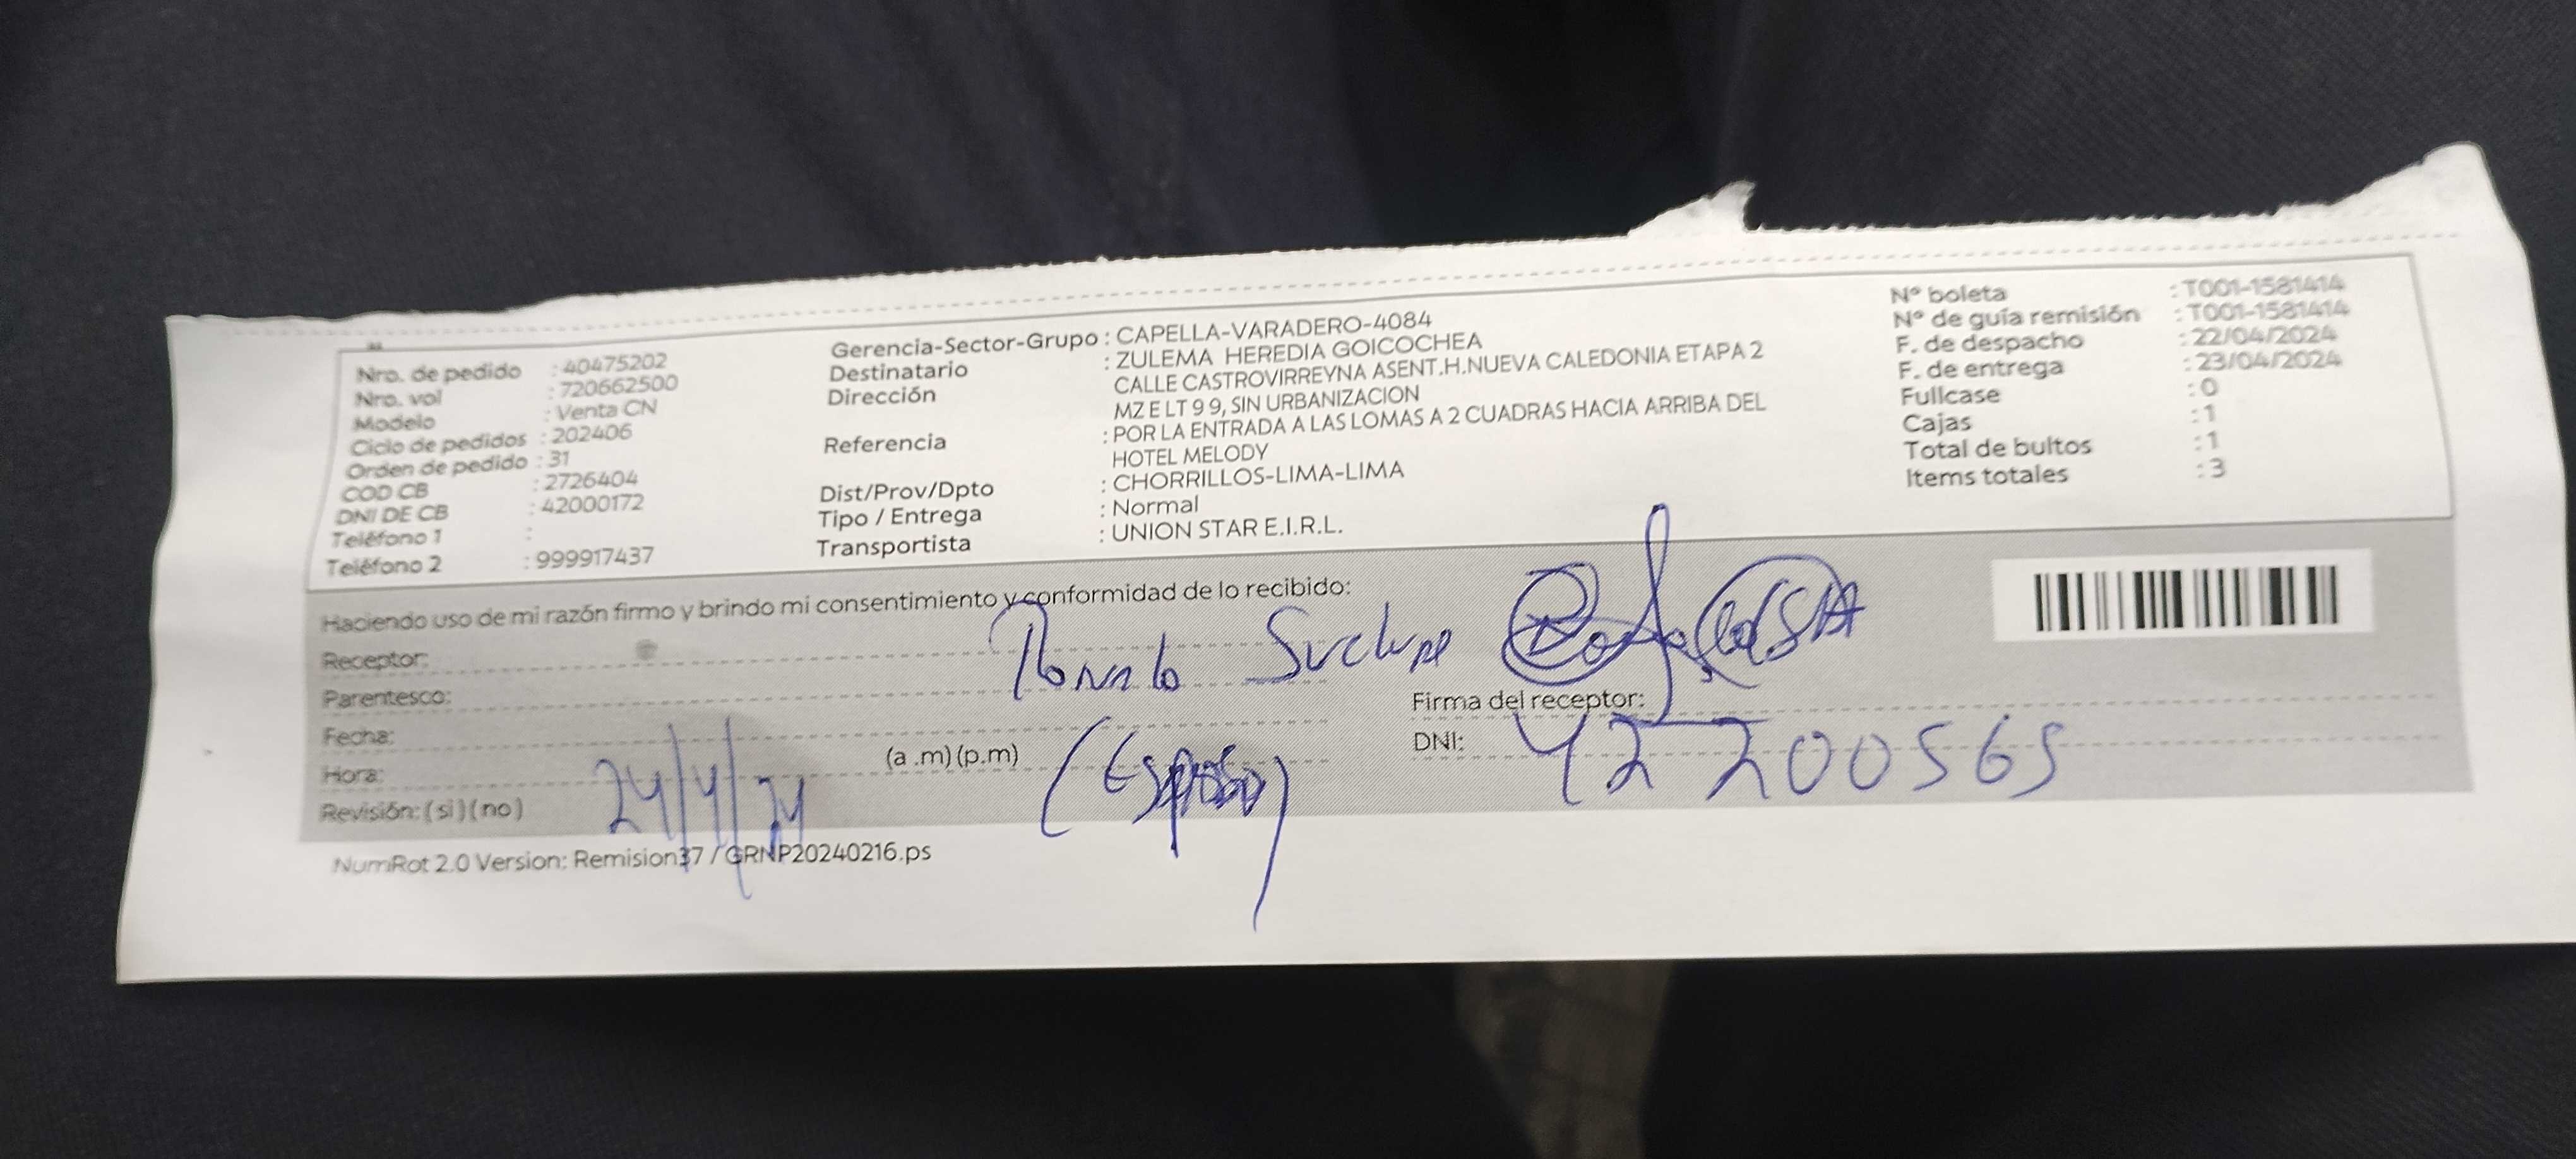 Nro. de pedido : 40475202
Nro. vol : 720662500
Modelo : Venta CN
Ciclo de pedidos : 202406
Orden de pedido : 31
COD CB : 2726404
DNI DE CB : 42000172
Teléfono 1 :
Teléfono 2 : 999917437
Gerencia-Sector-Grupo : CAPELLA-VARADERO-4084
Destinatario : ZULEMA HEREDIA GOICOCHEA
Dirección CALLE CASTROVIRREYNA ASENT.H.NUEVA CALEDONIA ETAPA 2
MZ E LT 9 9, SIN URBANIZACION
Referencia : POR LA ENTRADA A LAS LOMAS A 2 CUADRAS HACIA ARRIBA DEL
HOTEL MELODY
Dist/Prov/Dpto : CHORRILLOS-LIMA-LIMA
Tipo / Entrega : Normal
Transportista : UNION STAR E.I.R.L.
Nº boleta : T001-1581414
Nº de guía remisión : T001-1581414
F. de despacho : 22/04/2024
F. de entrega : 23/04/2024
Fullcase : 0
Cajas : 1
Total de bultos : 1
Items totales : 3
Haciendo uso de mi razón firmo y brindo mi consentimiento y conformidad de lo recibido:
Receptor: Suclupe
Parentesco:
Firma del receptor:
Fecha:
DNI: 42200565
Hora: (a .m) (p.m) (Esposo)
Revisión: ( si ) ( no ) 24/4/24
NumRot 2.0 Version: Remision37 / GRNP20240216.ps